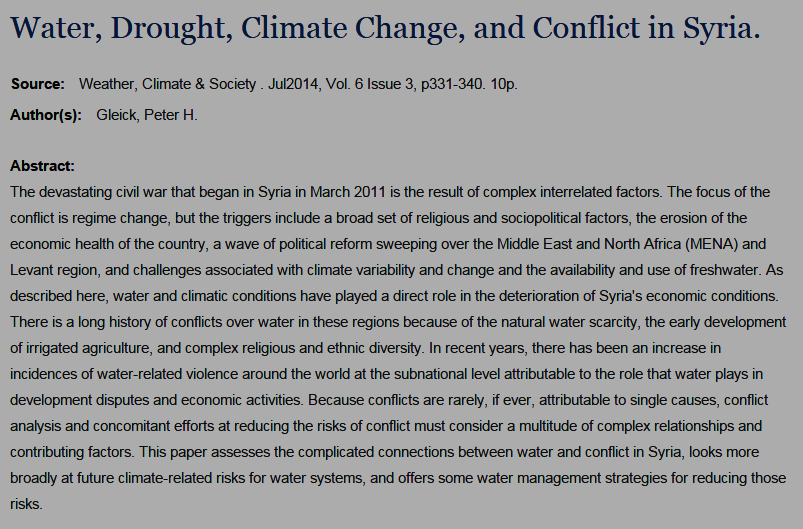 Water, Drought, Climate Change, and Conflict in Syria.
Source: Weather, Climate & Society . Jul2014, Vol. 6 Issue 3, p331-340. 10p.
Author(s): Gleick, Peter H.
Abstract:
The devastating civil war that began in Syria in March 2011 is the result of complex interrelated factors. The focus of the
conflict is regime change, but the triggers include a broad set of religious and sociopolitical factors, the erosion of the
economic health of the country, a wave of political reform sweeping over the Middle East and North Africa (MENA) and
Levant region, and challenges associated with climate variability and change and the availability and use of freshwater. As
described here, water and climatic conditions have played a direct role in the deterioration of Syria's economic conditions.
There is a long history of conflicts over water in these regions because of the natural water scarcity, the early development
of irrigated agriculture, and complex religious and ethnic diversity. In recent years, there has been an increase in
incidences of water-related violence around the world at the subnational level attributable to the role that water plays in
development disputes and economic activities. Because conflicts are rarely, if ever, attributable to single causes, conflict
analysis and concomitant efforts at reducing the risks of conflict must consider a multitude of complex relationships and
contributing factors. This paper assesses the complicated connections between water and conflict in Syria, looks more
broadly at future climate-related risks for water systems, and offers some water management strategies for reducing those
risks.